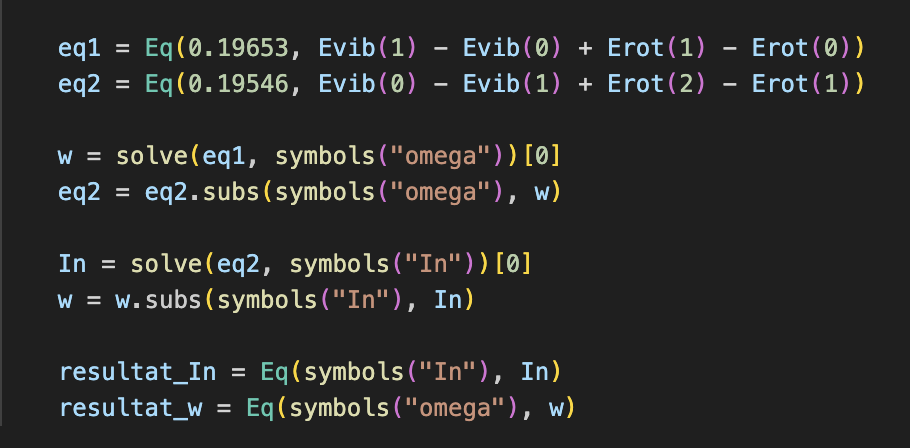 eq1 = Eq(0.19653, Evib(1) - Evib(0) + Erot(1) - Erot(0))
eq2 = Eq(0.19546, Evib(0) - Evib(1) + Erot(2) - Erot(1))
w = solve(eq1, symbols("omega"))[0]
eq2 = eq2.subs(symbols("omega"), w)
In = solve(eq2, symbols("In"))[0]
w = w.subs(symbols("In"), In)
resultat_In = Eq(symbols("In"), In)
resultat_w = Eq(symbols("omega"), w)